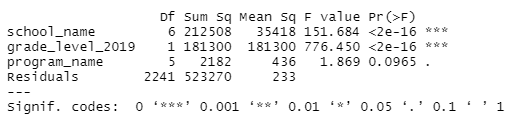 Df Sum Sq Mean Sq F value Pr(>F)
school_name 6 212508 35418 151.684 <2e-16 ***
grade_level_2019 1 181300 181300 776.450 <2e-16 ***
program_name 5 2182 436 1.869 0.0965 .
Residuals 2241 523270 233
---
Signif. codes: 0 ‘***’ 0.001 ‘**’ 0.01 ‘*’ 0.05 ‘.’ 0.1 ‘ ’ 1